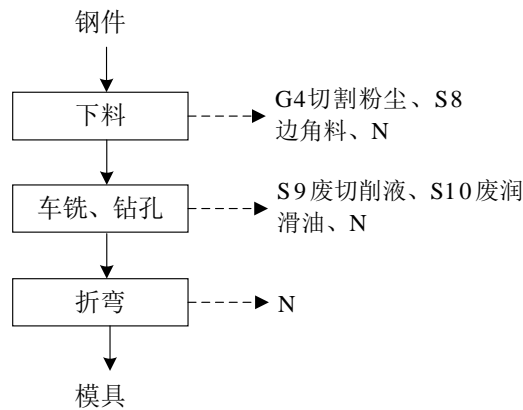 钢件
下料
G4切割粉尘、S8
边角料、N
车铣、钻孔
S9废切削液、S10废润
滑油、N
折弯
N
模具